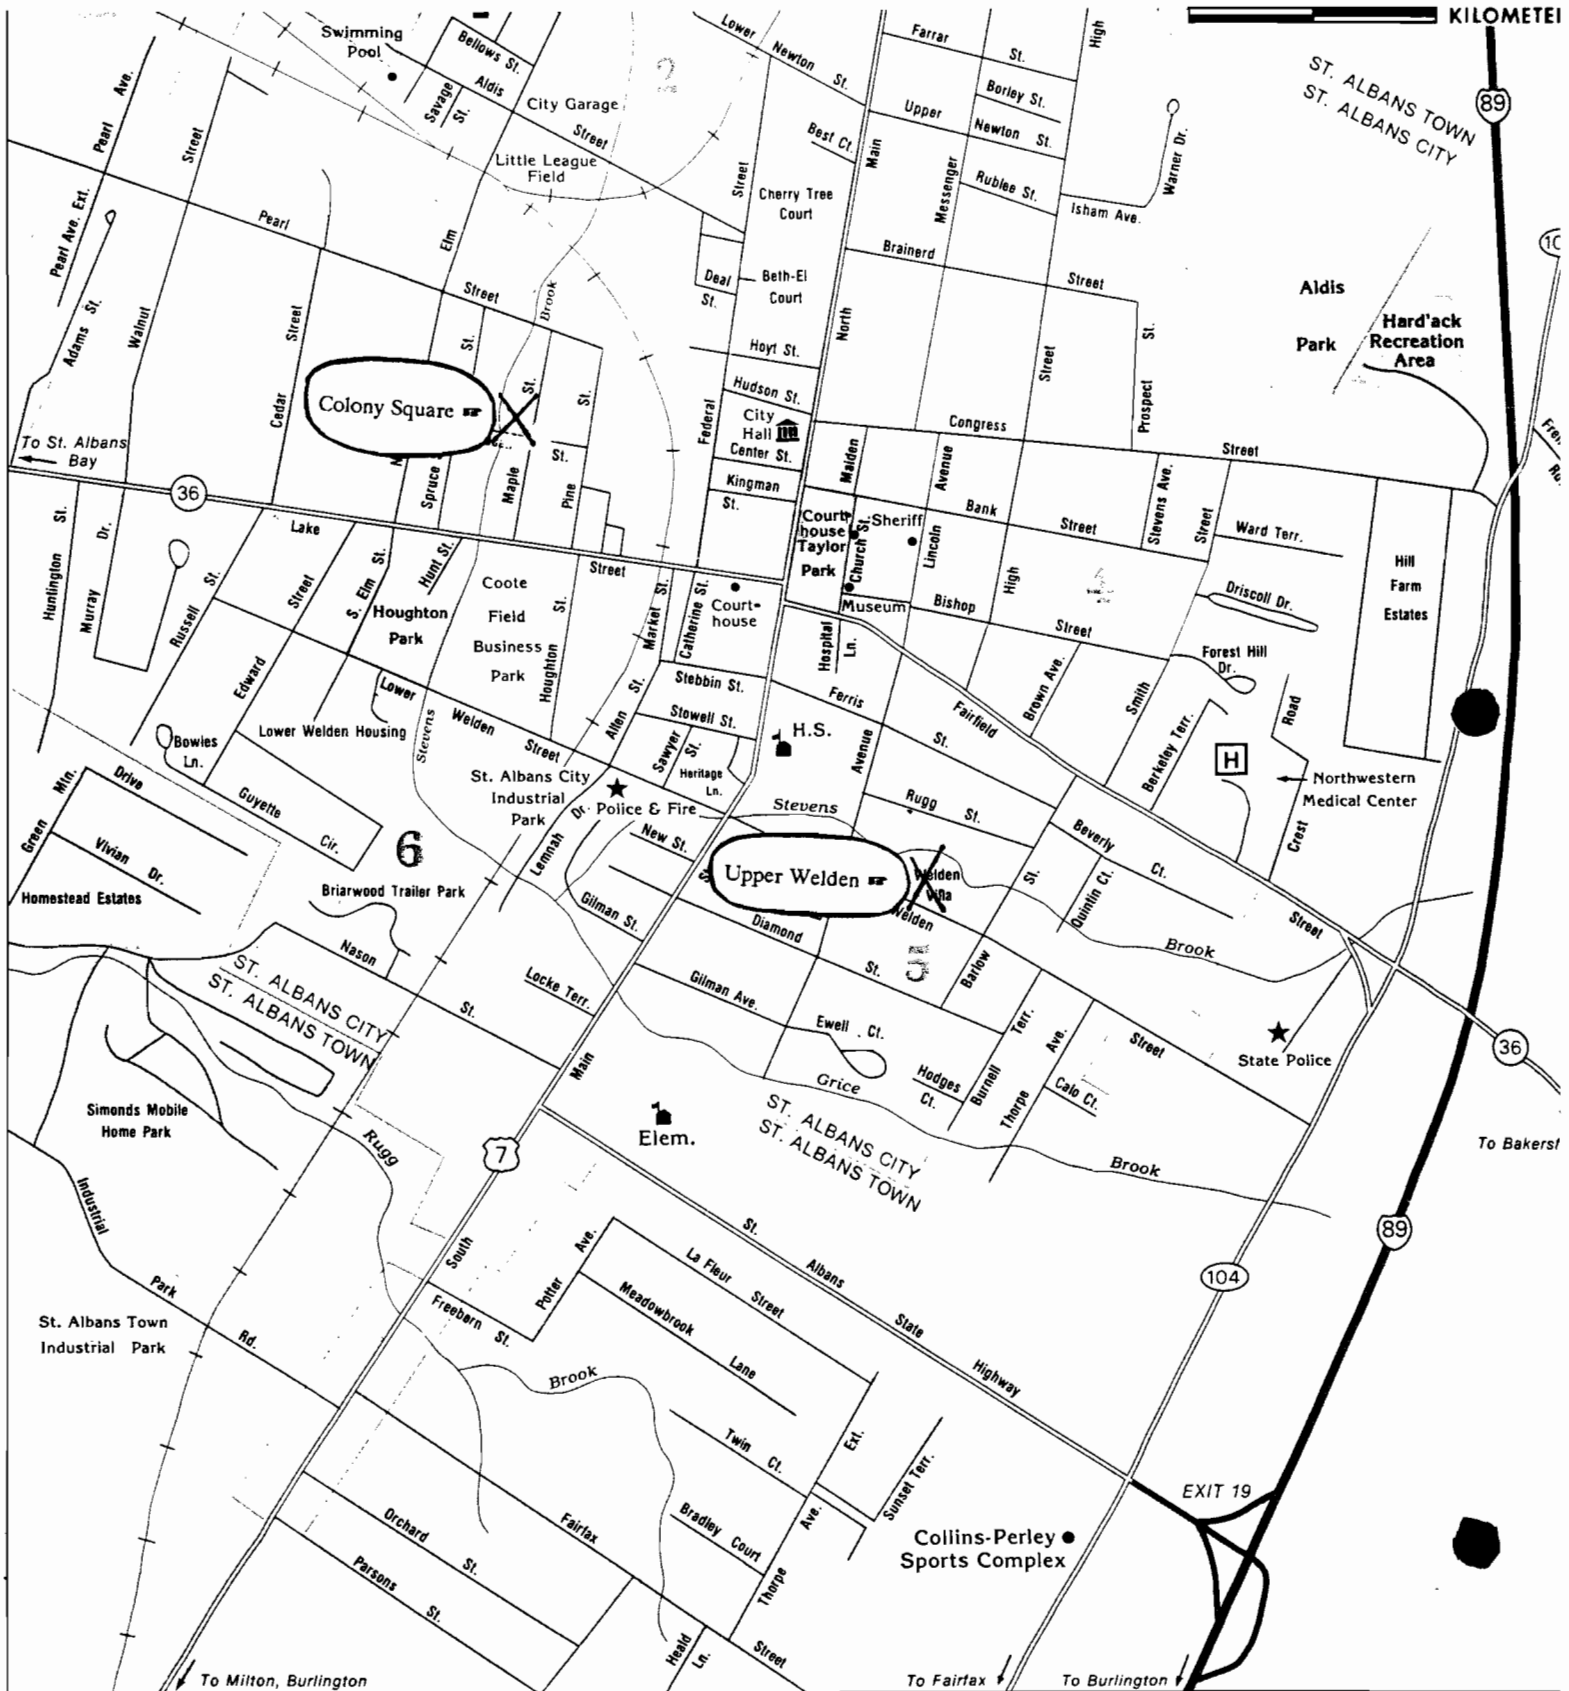 KILOMETE
Swimming
Pool
Bellows St.
Aldis
Street
Savage
St.
City Garage
Little League
Field
2
Lower Newton St.
Farrar St.
High
Borley St.
Upper Newton St.
Best Ct.
Main
Messenger
Rublee St.
Isham Ave.
Warner Dr.
ST. ALBANS TOWN
ST. ALBANS CITY
89
Pearl Ave.
Street
Pearl Ave. Ext.
Pearl
Street
Elm
Brook
Street
Cherry Tree
Court
Brainerd
Street
Deal
St.
Beth-El
Court
Adams St.
Walnut
Cedar
Street
St.
North
Hoyt St.
Street
St.
Prospect
Aldis
Park
Hard'ack
Recreation
Area
10
Colony Square
St.
St.
Hudson St.
City
Hall
Center St.
Federal
Congress
Street
To St. Albans
Bay
36
Spruce
Maple
St.
Pine
Kingman
St.
Maiden
Avenue
Bank
Street
Stevens Ave.
Street
Ward Terr.
Lake
Street
Huntington St.
Murray Dr.
Russell St.
Street
S. Elm St.
Hunt St.
Court-
house
Taylor
Park
Church St.
Sheriff
Lincoln
High
4
Hill
Farm
Estates
Coote
Field
Business
Park
Houghton
Park
Houghton St.
Market St.
Catherine St.
Court-
house
Museum
Bishop
Street
Driscoll Dr.
Hospital
Ln.
Forest Hill
Dr.
Edward
Lower Welden Street
Lower Welden Housing
Stevens
Allen St.
Stebbin St.
Stowell St.
Sawyer
St.
Heritage
Ln.
Ferris
St.
Fairfield
Brown Ave.
Smith
Berkeley Terr.
Road
Crest
H.S.
Avenue
H
Northwestern
Medical Center
Bowles
Ln.
Guyette
Cir.
Green Mtn.
Drive
Vivian Dr.
Homestead Estates
6
Briarwood Trailer Park
St. Albans City
Industrial
Park
Lemnah
Dr.
Police & Fire
New St.
Stevens
Rugg
St.
Beverly
Ct.
Upper Welden
Welden
Villa
Welden
St.
Quintin Ct.
Street
Brook
Gilman St.
Diamond
St.
5
Barlow
Nason
St.
ST. ALBANS CITY
ST. ALBANS TOWN
Locke Terr.
Gilman Ave.
Ewell Ct.
Terr.
Ave.
Street
State Police
36
Main
Grice
Hodges
Ct.
Burnell
Thorpe
Calo Ct.
Simonds Mobile
Home Park
Rugg
Elem.
ST. ALBANS CITY
ST. ALBANS TOWN
Brook
To Bakersf
7
Industrial
Park
Rd.
St. Albans Town
Industrial Park
South
St. Albans State Highway
89
104
Potter
Ave.
La Fleur
Street
Freeborn St.
Meadowbrook
Lane
Brook
Twin
Ct.
Ext.
Sunset Terr.
EXIT 19
Orchard
St.
Fairfax
Street
Bradley Court
Ave.
Thorpe
Collins-Perley
Sports Complex
Parsons
St.
Heald
Ln.
To Milton, Burlington
To Fairfax
To Burlington